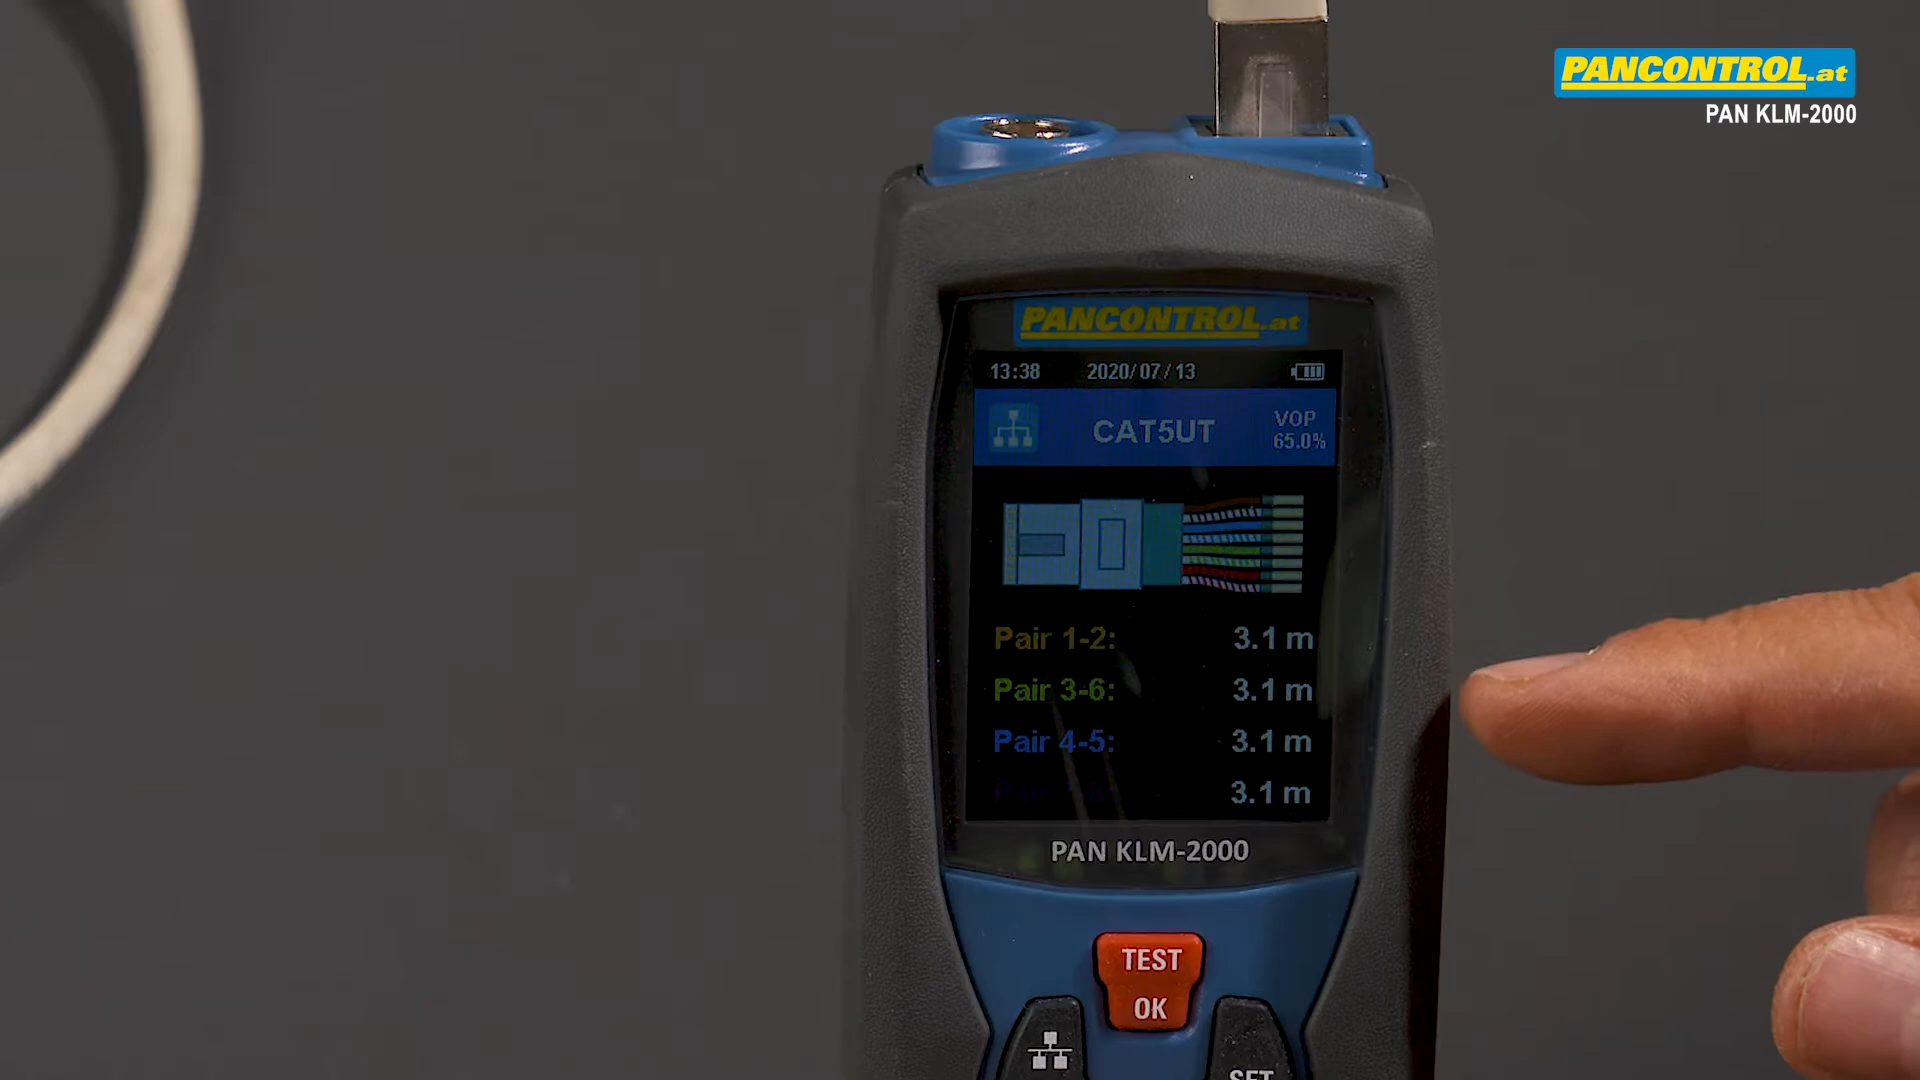 PANCONTROL.at
PAN KLM-2000
PANCONTROL.at
13:38 2020/07/13
CAT5UT
VOP
65.0%
Pair 1-2: 3.1 m
Pair 3-6: 3.1 m
Pair 4-5: 3.1 m
Pair 3.1 m
PAN KLM-2000
TEST
OK
SET